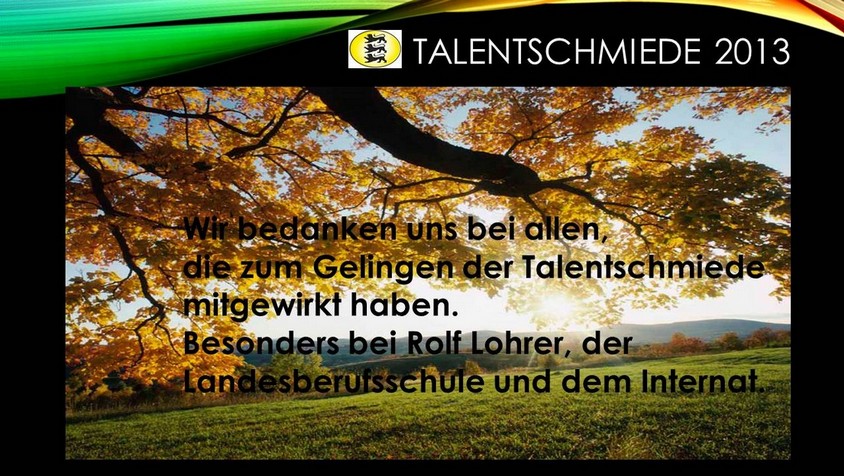 TALENTSCHMIEDE 2013
Wir bedanken uns bei allen,
die zum Gelingen der Talentschmiede
mitgewirkt haben.
Besonders bei Rolf Lohrer, der
Landesberufsschule und dem Internat.